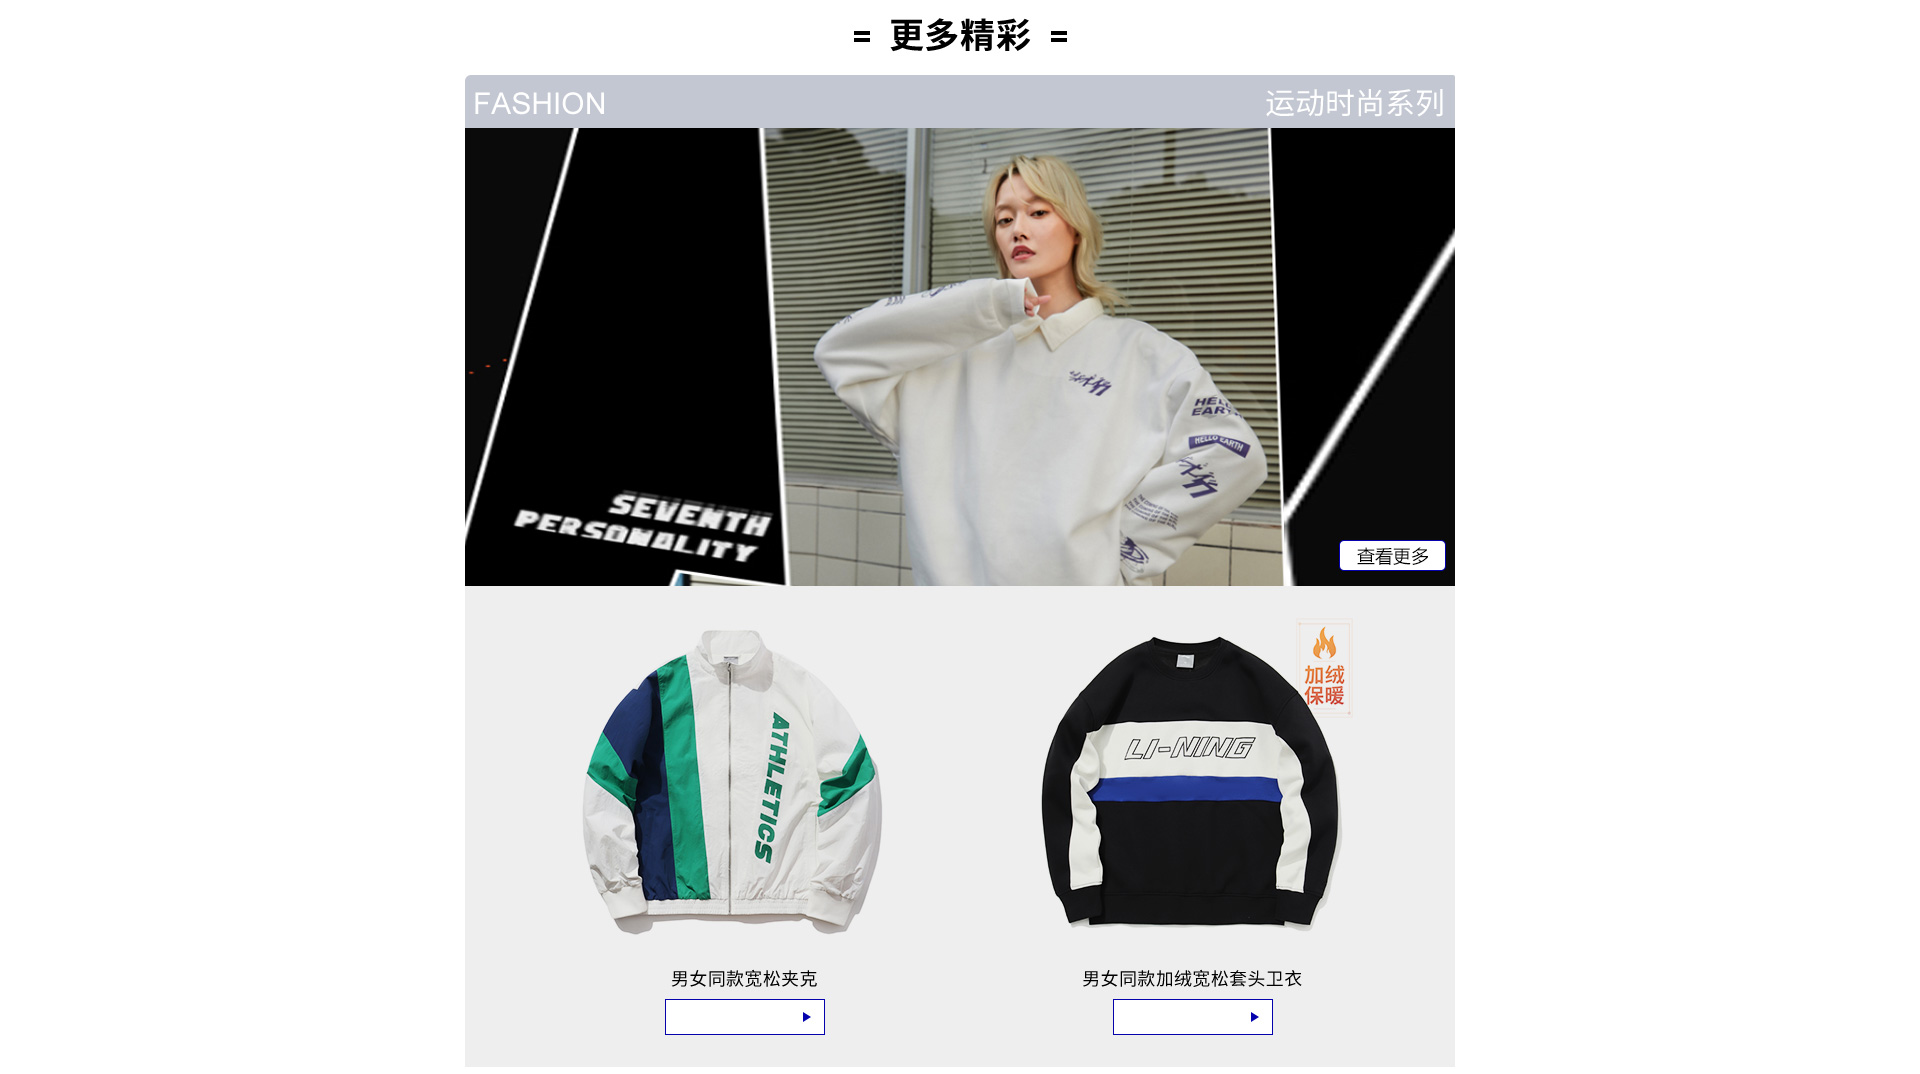 = 更多精彩 =
FASHION
运动时尚系列
HELLO EARTH
SEVENTH
PERSONALITY
查看更多
加绒
保暖
ATHLETICS
LI-NING
男女同款宽松夹克
男女同款加绒宽松套头卫衣